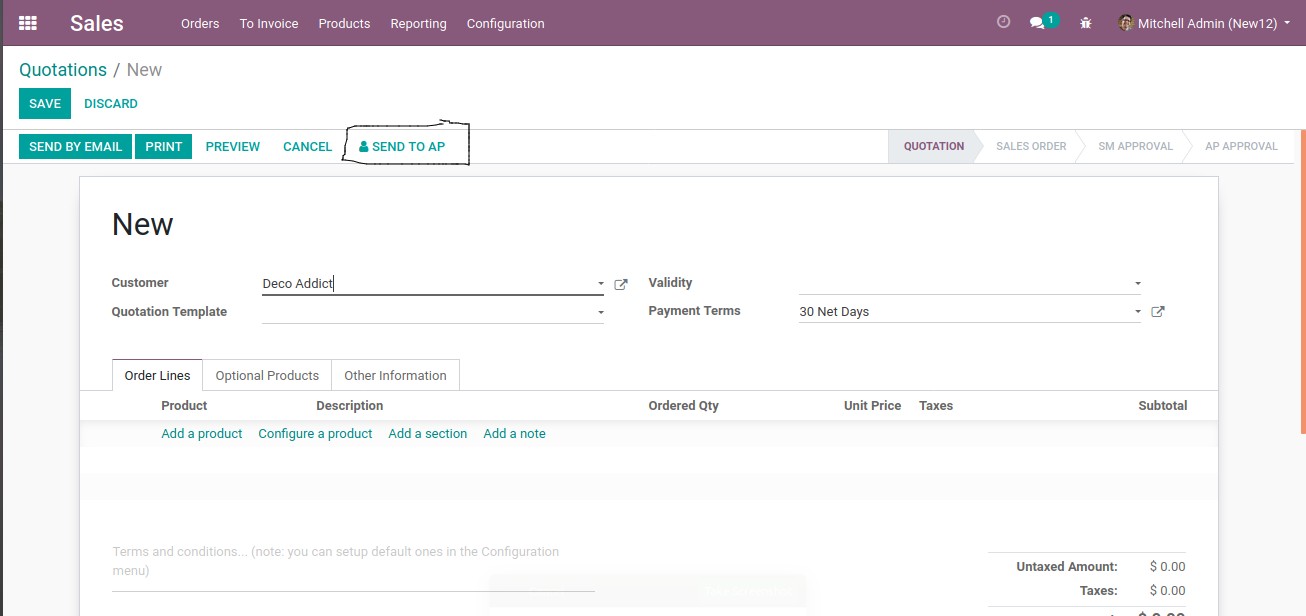 Sales Orders To Invoice Products Reporting Configuration 1 Mitchell Admin (New12)
Quotations / New
SAVE DISCARD
SEND BY EMAIL PRINT PREVIEW CANCEL SEND TO AP QUOTATION SALES ORDER SM APPROVAL AP APPROVAL
New
Customer Deco Addict Validity
Quotation Template Payment Terms 30 Net Days
Order Lines Optional Products Other Information
Product Description Ordered Qty Unit Price Taxes Subtotal
Add a product Configure a product Add a section Add a note
Terms and conditions... (note: you can setup default ones in the Configuration
menu)
Untaxed Amount: $ 0.00
Taxes: $ 0.00